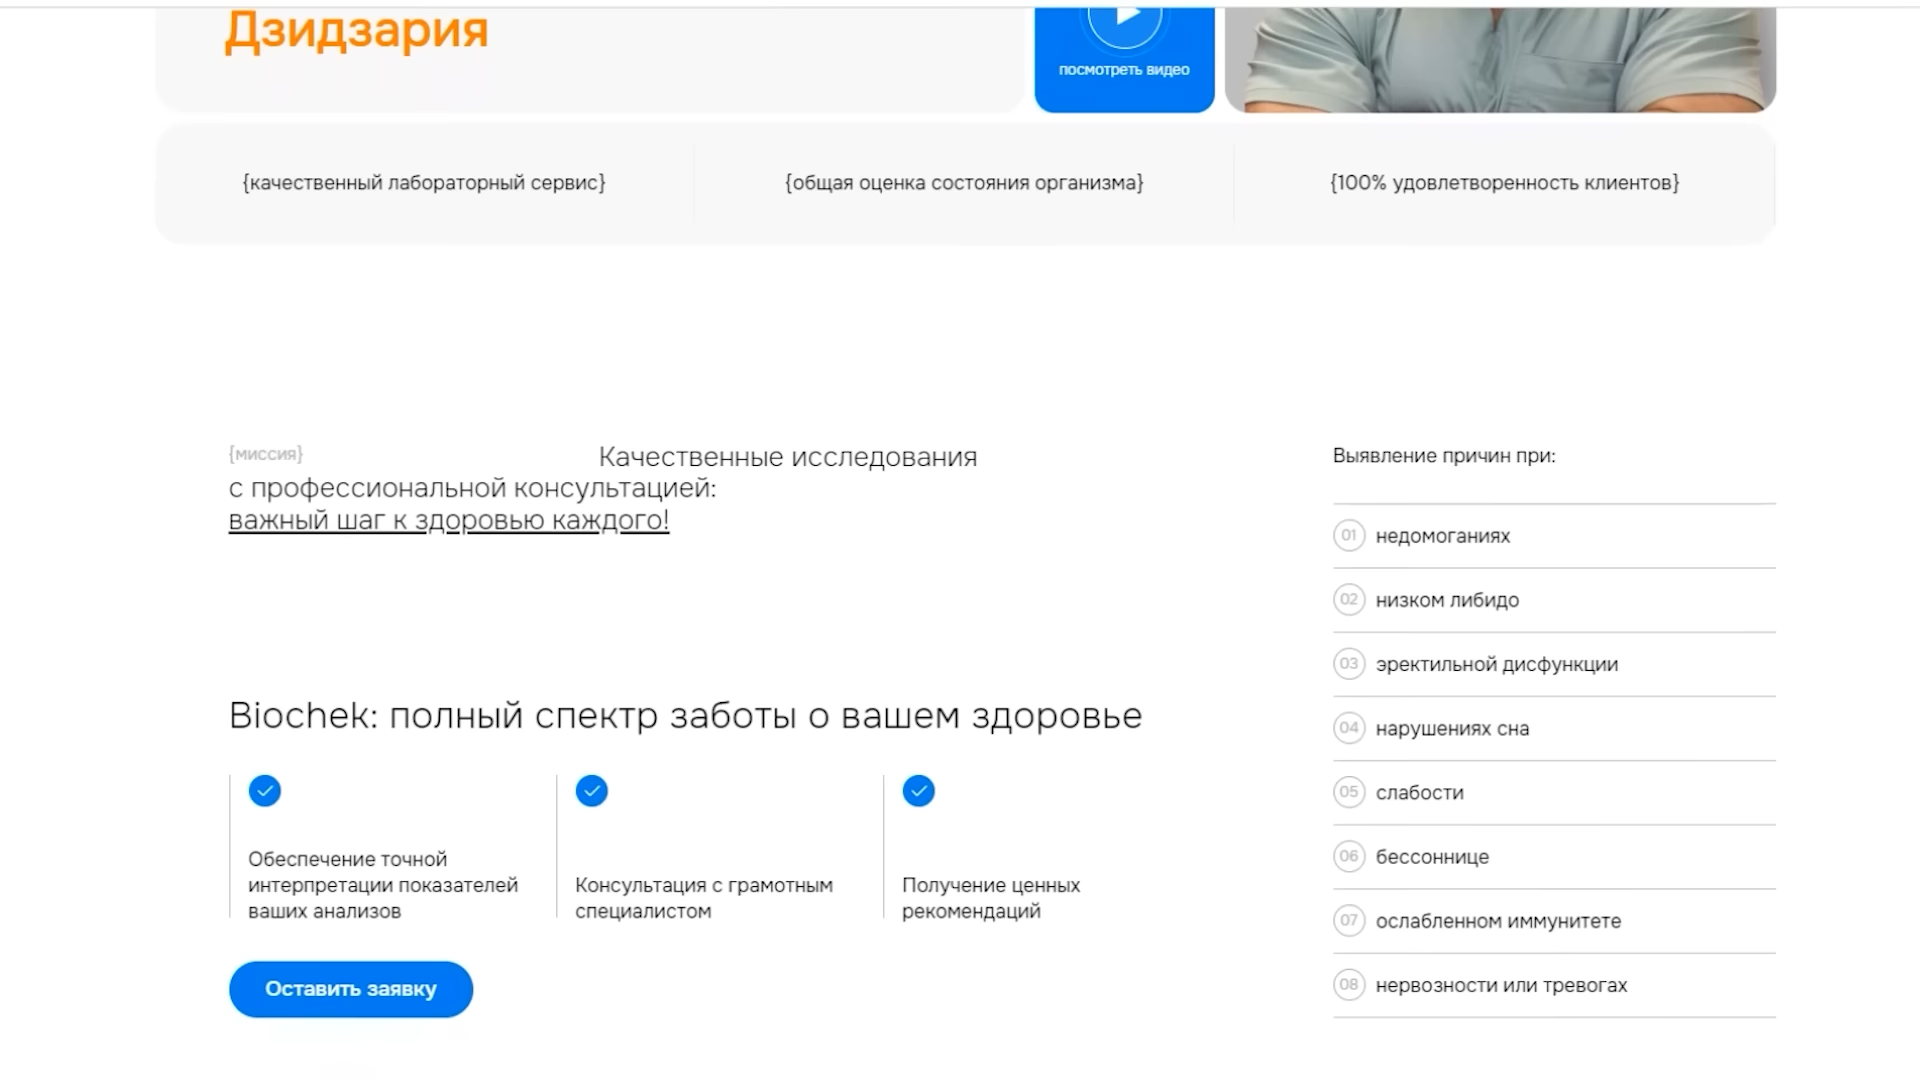 Дзидзария
посмотреть видео
{качественный лабораторный сервис}
{общая оценка состояния организма}
{100% удовлетворенность клиентов}
{миссия}
Качественные исследования
с профессиональной консультацией:
важный шаг к здоровью каждого!
Biochek: полный спектр заботы о вашем здоровье
Обеспечение точной
интерпретации показателей
ваших анализов
Консультация с грамотным
специалистом
Получение ценных
рекомендаций
Оставить заявку
Выявление причин при:
01 недомоганиях
02 низком либидо
03 эректильной дисфункции
04 нарушениях сна
05 слабости
06 бессоннице
07 ослабленном иммунитете
08 нервозности или тревогах